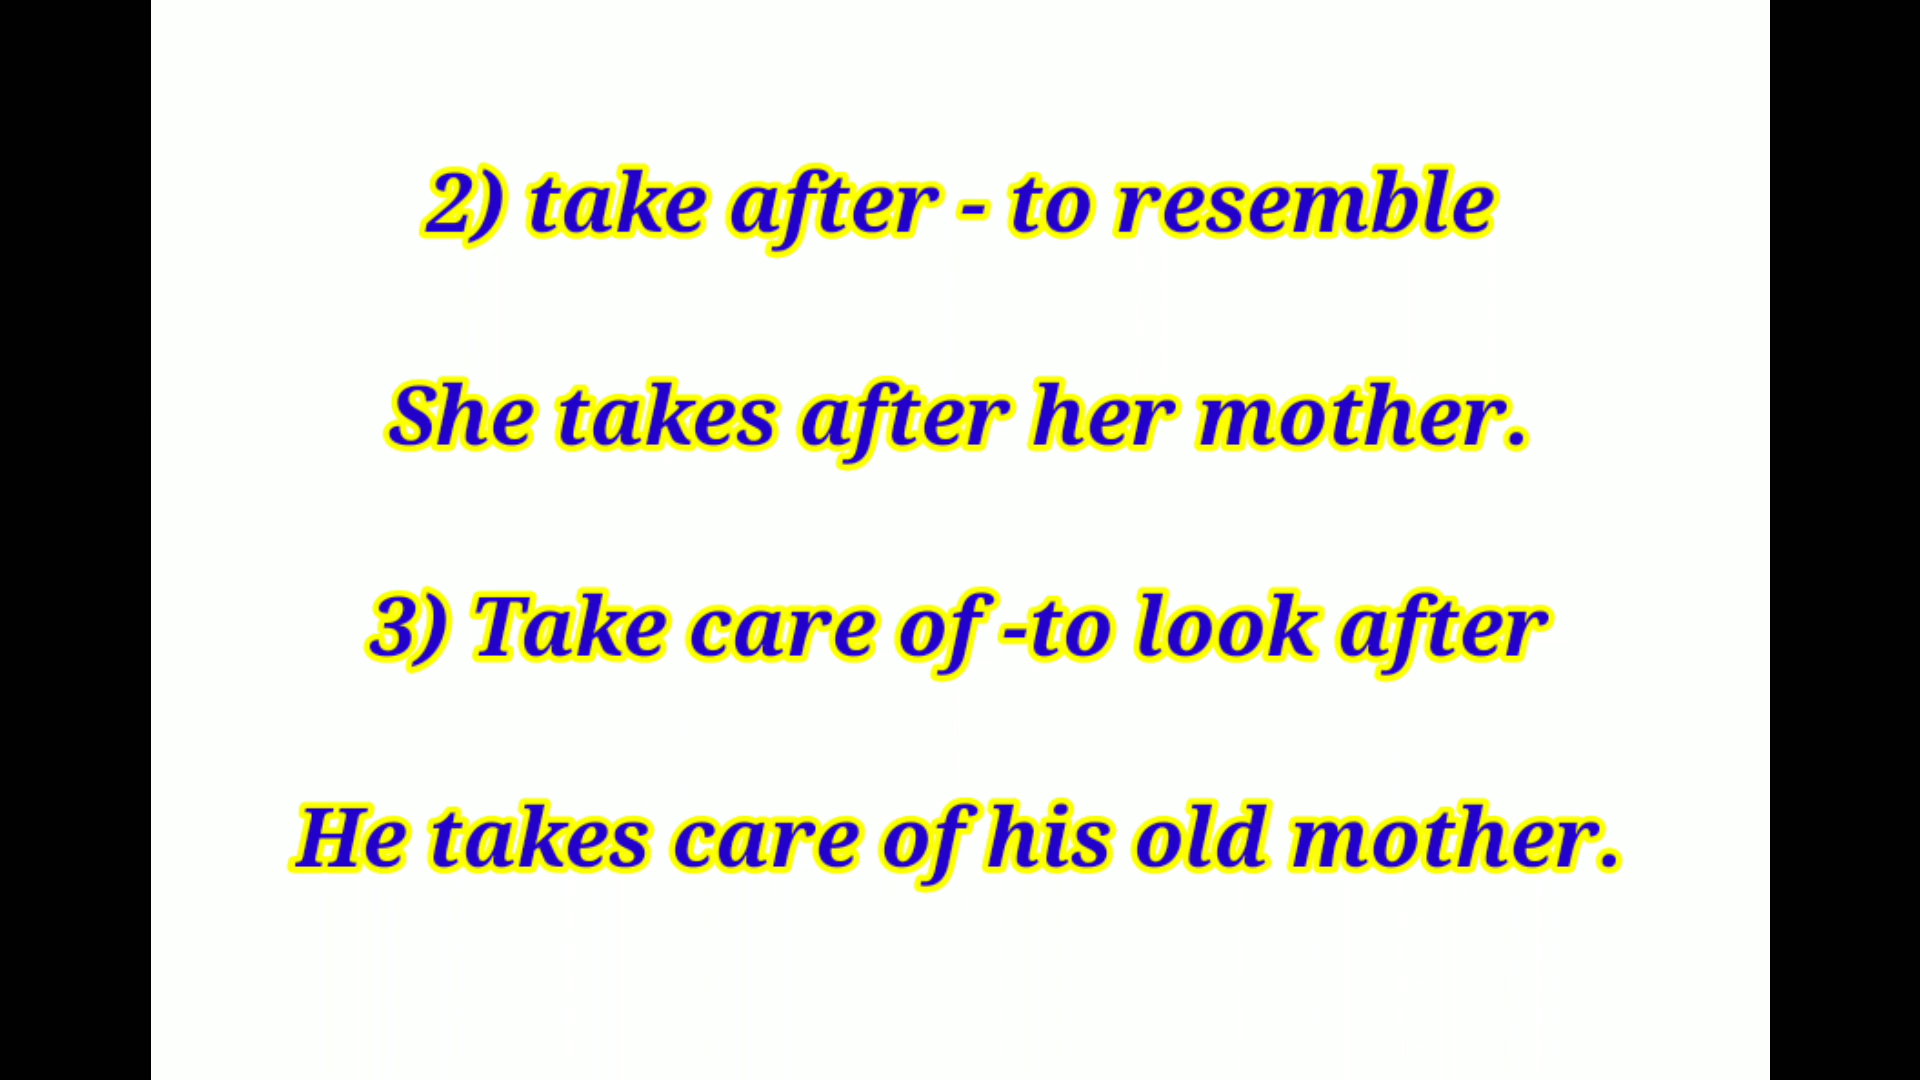 2) take after - to resemble
She takes after her mother.
3) Take care of -to look after
He takes care of his old mother.